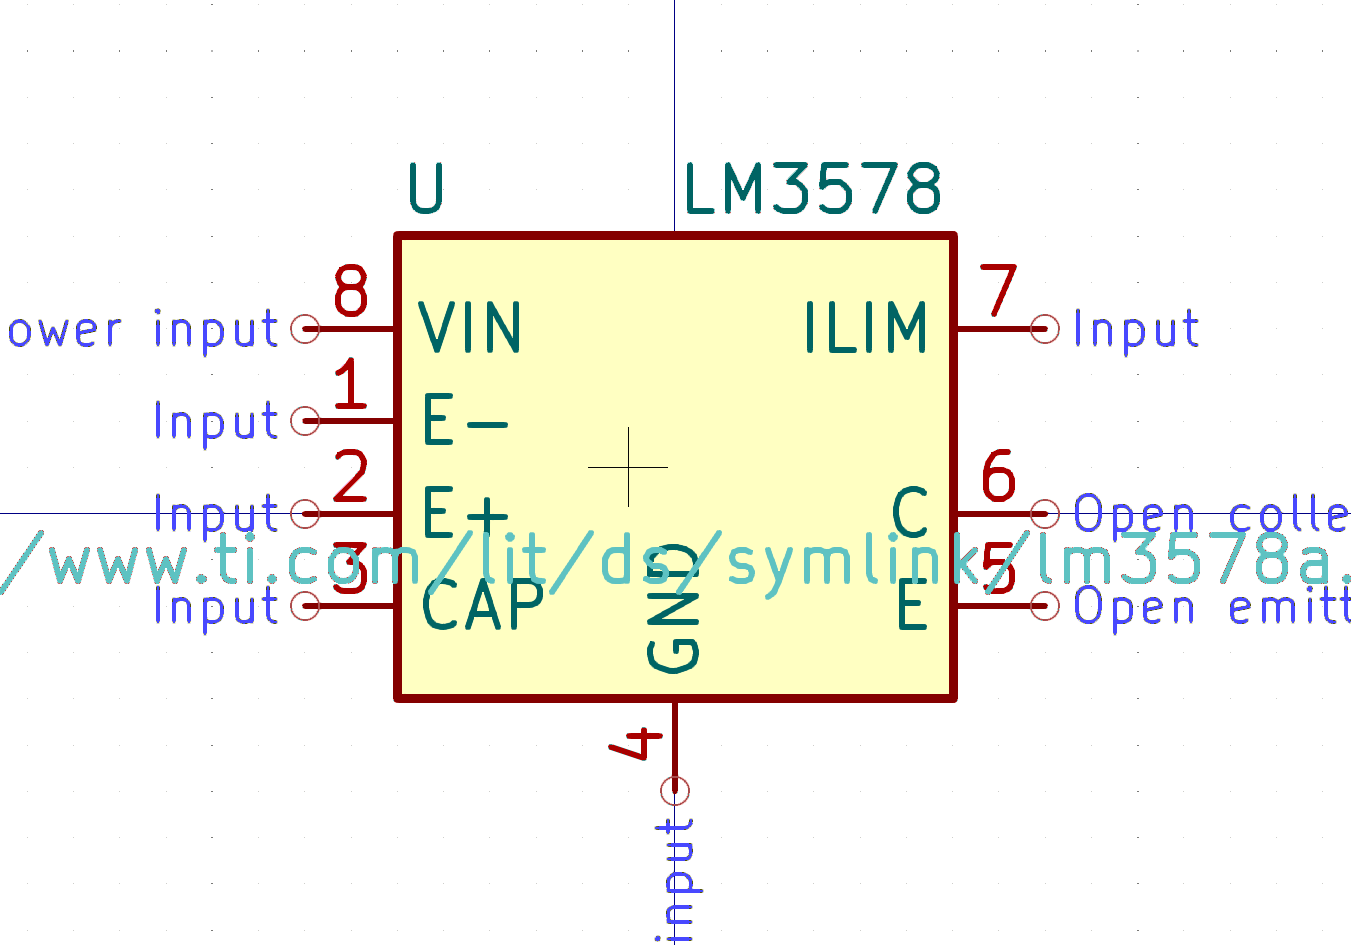 U LM3578
8 7
ower input VIN ILIM Input
1
Input E-
2 6
Input E+ C Open colle
/www.ti.com/lit/ds/symlink/lm3578a.
3 5
Input CAP GND E Open emitt
4
input